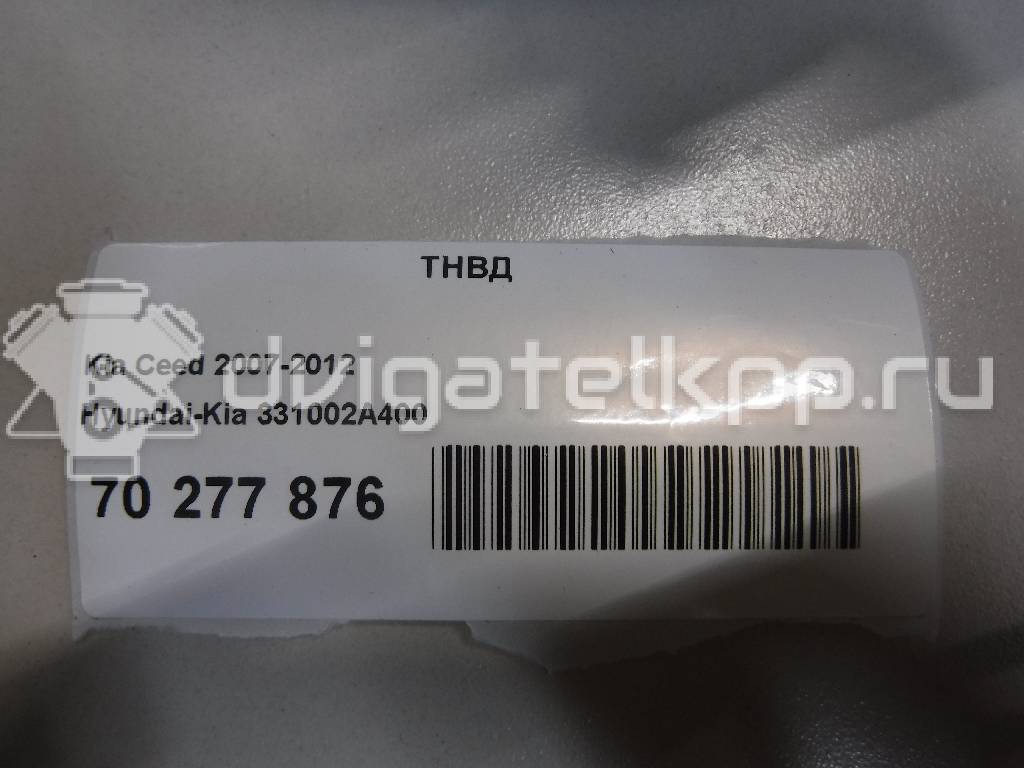 ТНВД
Kia Ceed 2007-2012
Hyundai-Kia 331002A400
70 277 876
dvigatelkpp.ru